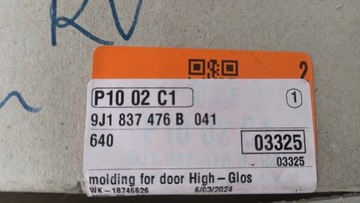 RV
2
P10 02 C1
1
9J1 837 476 B 041
640
03325
03325
molding for door High-Glos
WK-18746626 6/03/2024